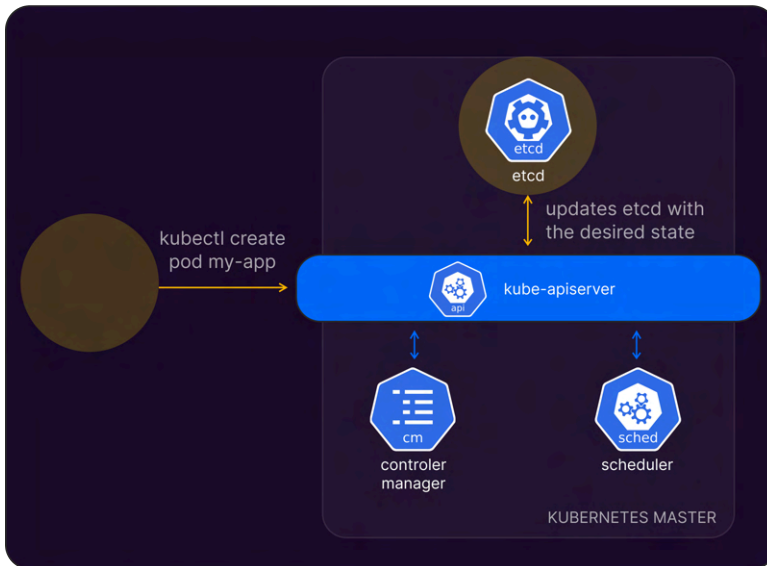 etcd
etcd
updates etcd with
the desired state
kubectl create
pod my-app
api
kube-apiserver
cm
controler
manager
sched
scheduler
KUBERNETES MASTER